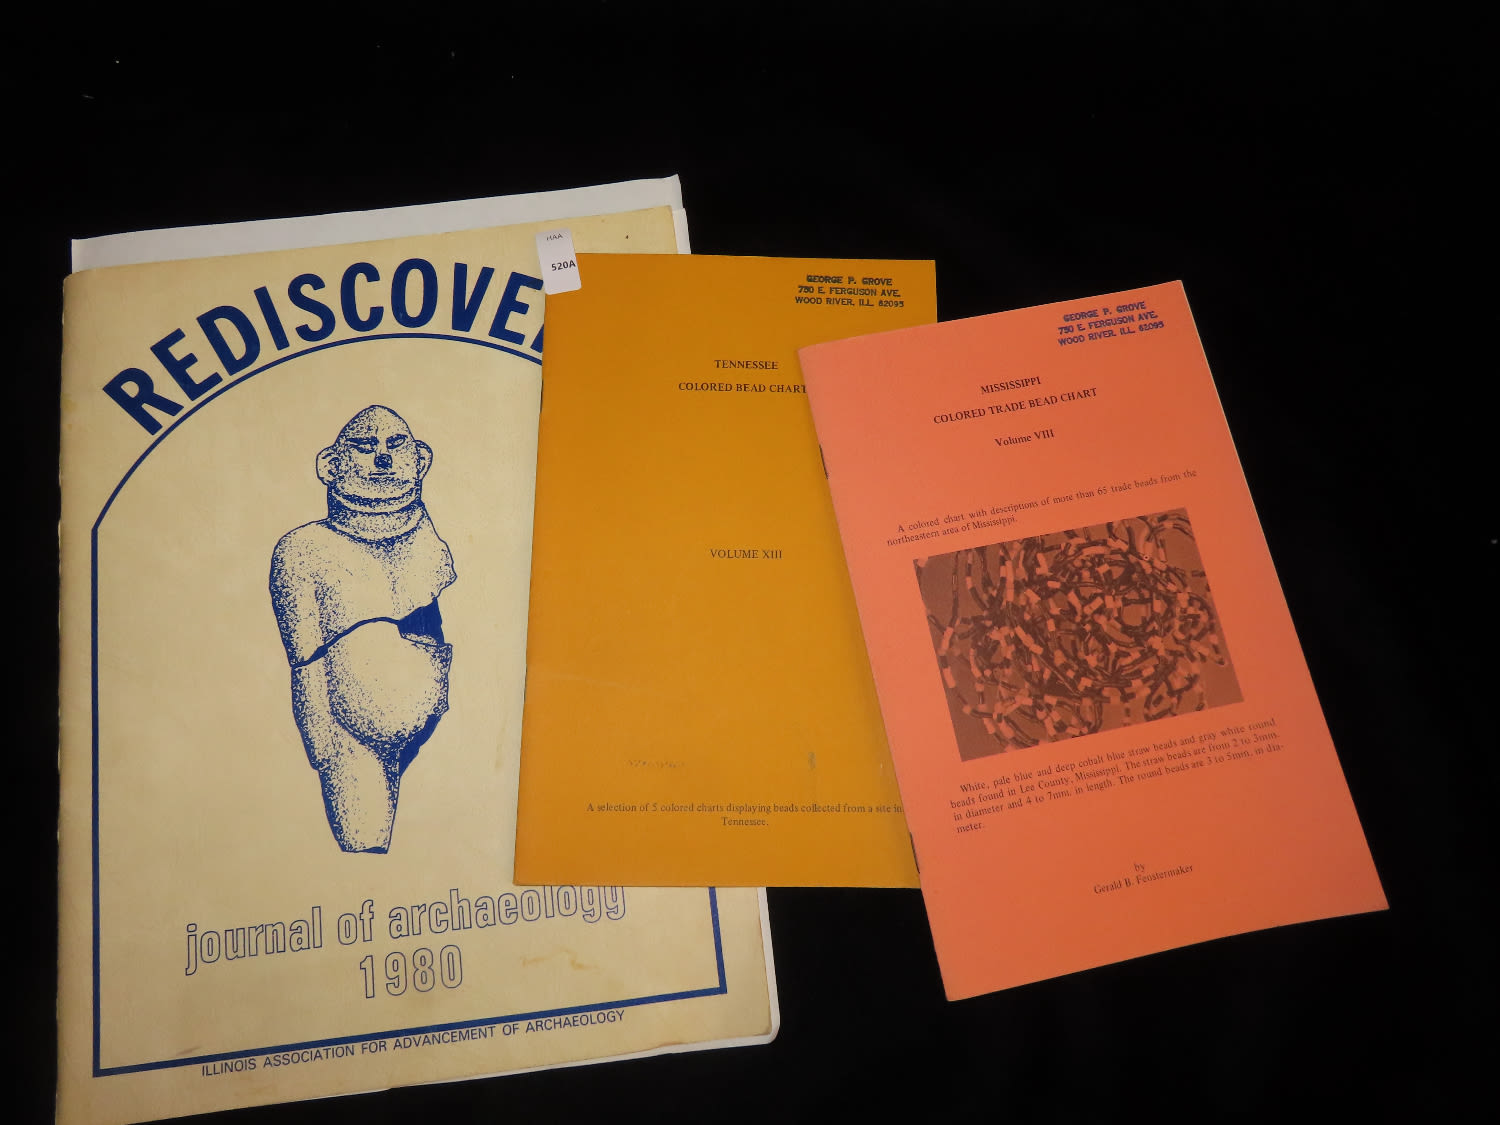 REDISCOVE
journal of archaeology
1980
ILLINOIS ASSOCIATION FOR ADVANCEMENT OF ARCHAEOLOGY
HAA
520A
GEORGE P. GROVE
730 E. FERGUSON AVE.
WOOD RIVER, ILL. 62095
TENNESSEE
COLORED BEAD CHART
VOLUME XIII
A selection of 5 colored charts displaying beads collected from a site in
Tennessee.
GEORGE P. GROVE
730 E. FERGUSON AVE.
WOOD RIVER, ILL. 62095
MISSISSIPPI
COLORED TRADE BEAD CHART
Volume VIII
A colored chart with descriptions of more than 65 trade beads from the
northeastern area of Mississippi.
White, pale blue and deep cobalt blue straw beads and gray white round
beads found in Lee County, Mississippi. The straw beads are from 2 to 3mm.
in diameter and 4 to 7mm. in length. The round beads are 3 to 5mm. in dia-
meter.
by
Gerald B. Fenstermaker